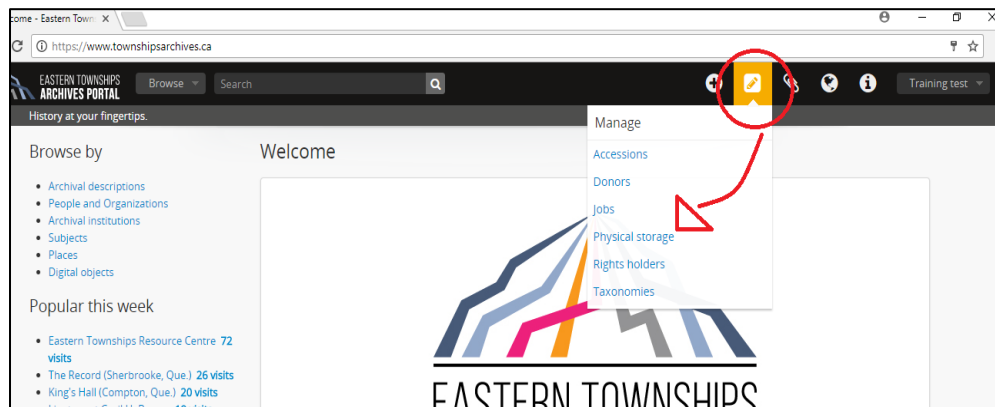 come - Eastern Town
https://www.townshipsarchives.ca
EASTERN TOWNSHIPS
ARCHIVES PORTAL
Browse
Search
Training test
History at your fingertips.
Browse by
Archival descriptions
People and Organizations
Archival institutions
Subjects
Places
Digital objects
Popular this week
Eastern Townships Resource Centre 72
visits
The Record (Sherbrooke, Que.) 26 visits
King's Hall (Compton, Que.) 20 visits
Welcome
Manage
Accessions
Donors
Jobs
Physical storage
Rights holders
Taxonomies
EASTERN TOWNSHIPS